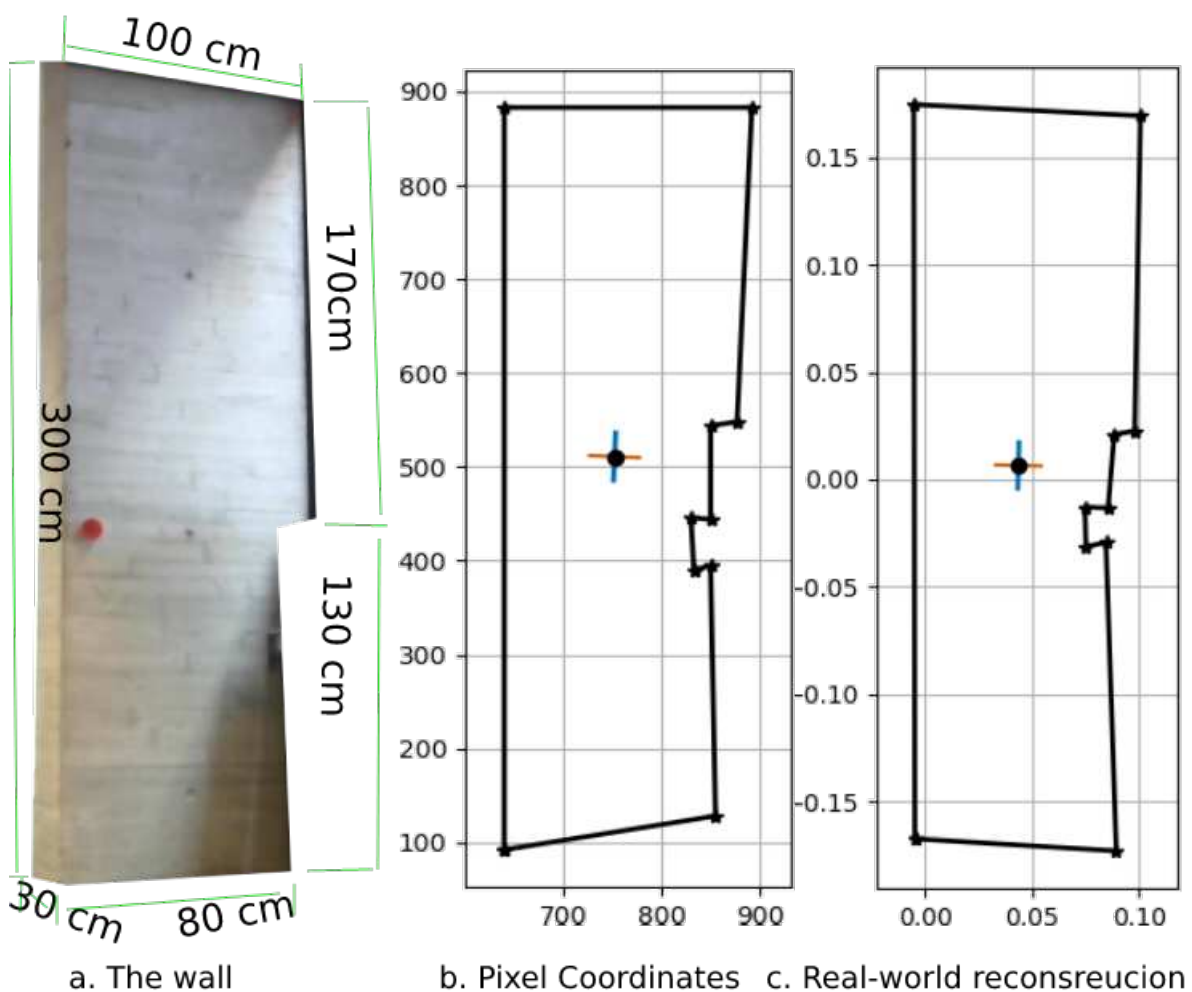 100 cm
170cm
300 cm
130 cm
30 cm
80 cm
a. The wall
900
800
700
600
500
400
300
200
100
700 800 900
b. Pixel Coordinates
0.15
0.10
0.05
0.00
-0.05
-0.10
-0.15
0.00 0.05 0.10
c. Real-world reconsreucion